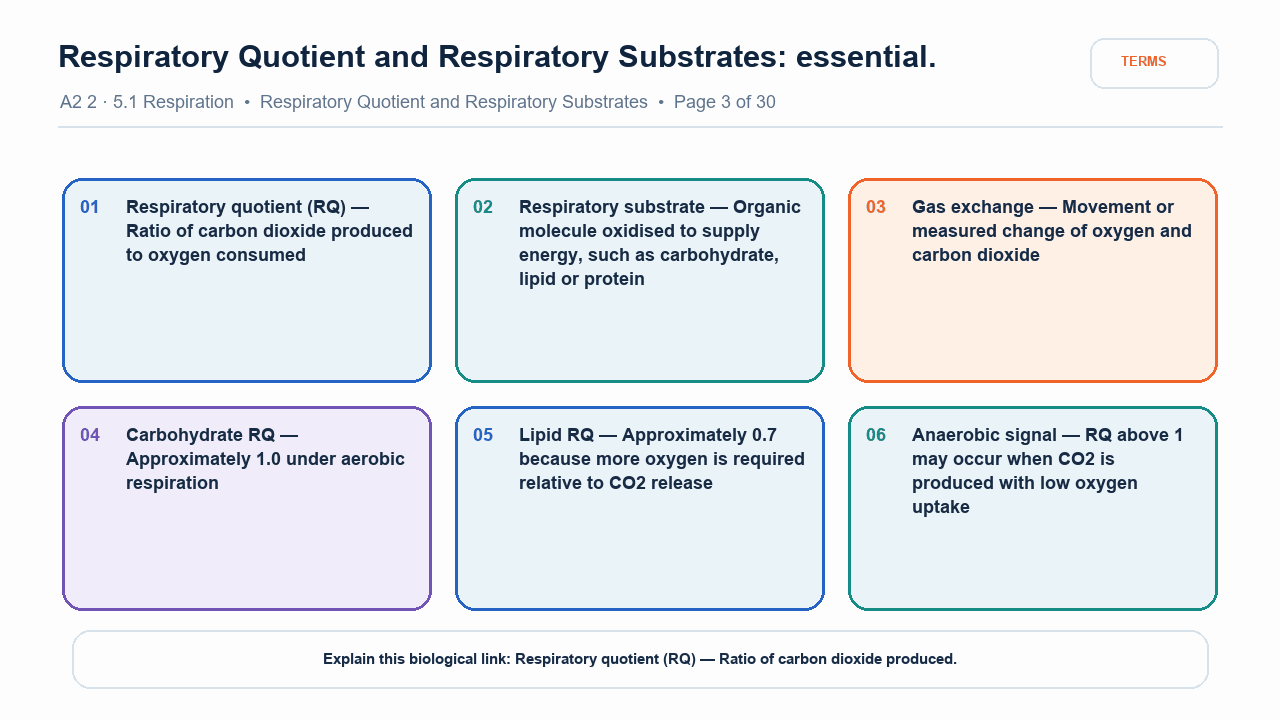 Respiratory Quotient and Respiratory Substrates: essential.
TERMS
A2 2 · 5.1 Respiration • Respiratory Quotient and Respiratory Substrates • Page 3 of 30
01 Respiratory quotient (RQ) —
Ratio of carbon dioxide produced
to oxygen consumed
02 Respiratory substrate — Organic
molecule oxidised to supply
energy, such as carbohydrate,
lipid or protein
03 Gas exchange — Movement or
measured change of oxygen and
carbon dioxide
04 Carbohydrate RQ —
Approximately 1.0 under aerobic
respiration
05 Lipid RQ — Approximately 0.7
because more oxygen is required
relative to CO2 release
06 Anaerobic signal — RQ above 1
may occur when CO2 is
produced with low oxygen
uptake
Explain this biological link: Respiratory quotient (RQ) — Ratio of carbon dioxide produced.